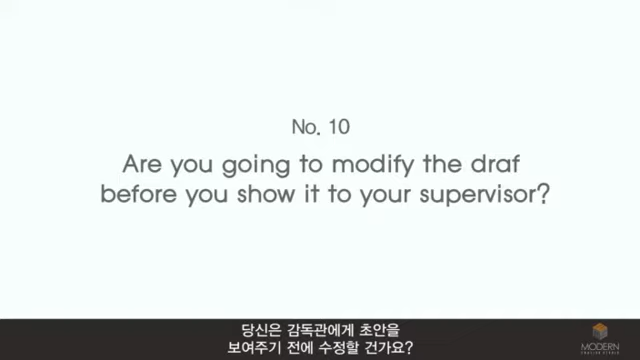 No. 10
Are you going to modify the draf
before you show it to your supervisor?
당신은 감독관에게 초안을
보여주기 전에 수정할 건가요?
MODERN